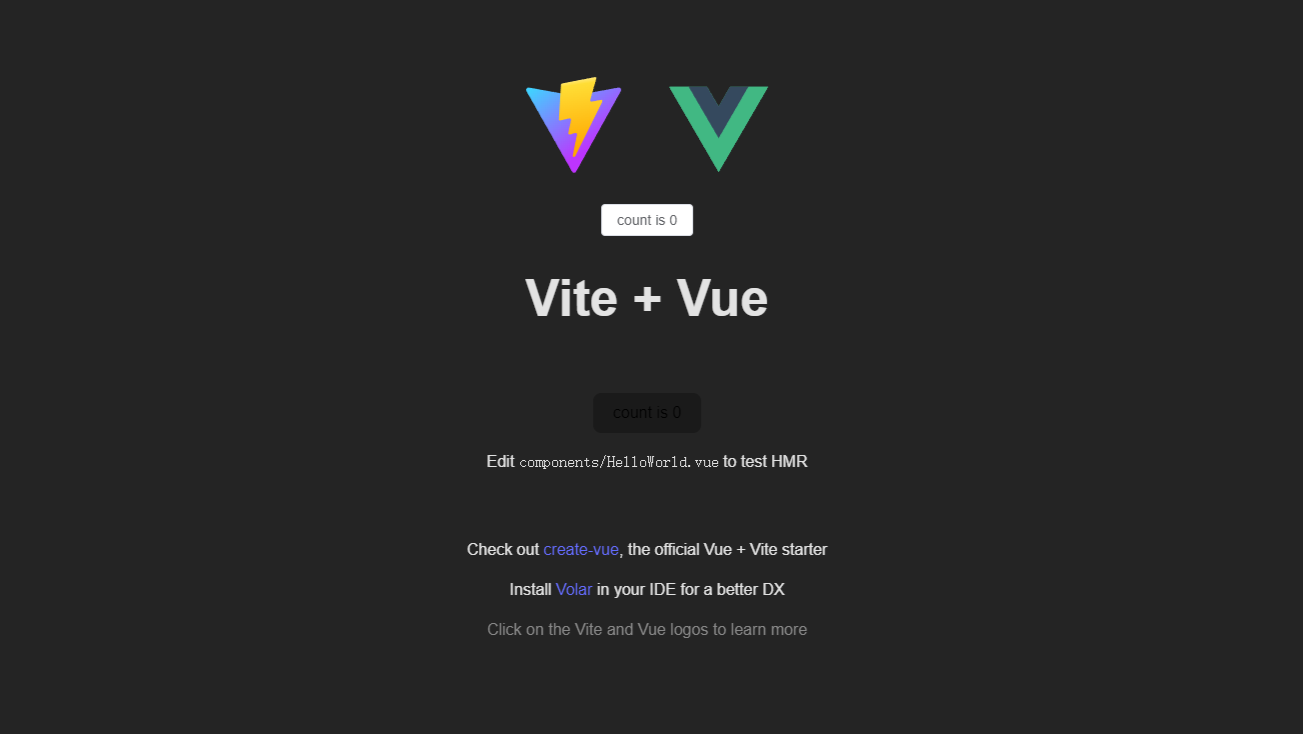 count is 0
Vite + Vue
count is 0
Edit components/HelloWorld.vue to test HMR
Check out create-vue, the official Vue + Vite starter
Install Volar in your IDE for a better DX
Click on the Vite and Vue logos to learn more